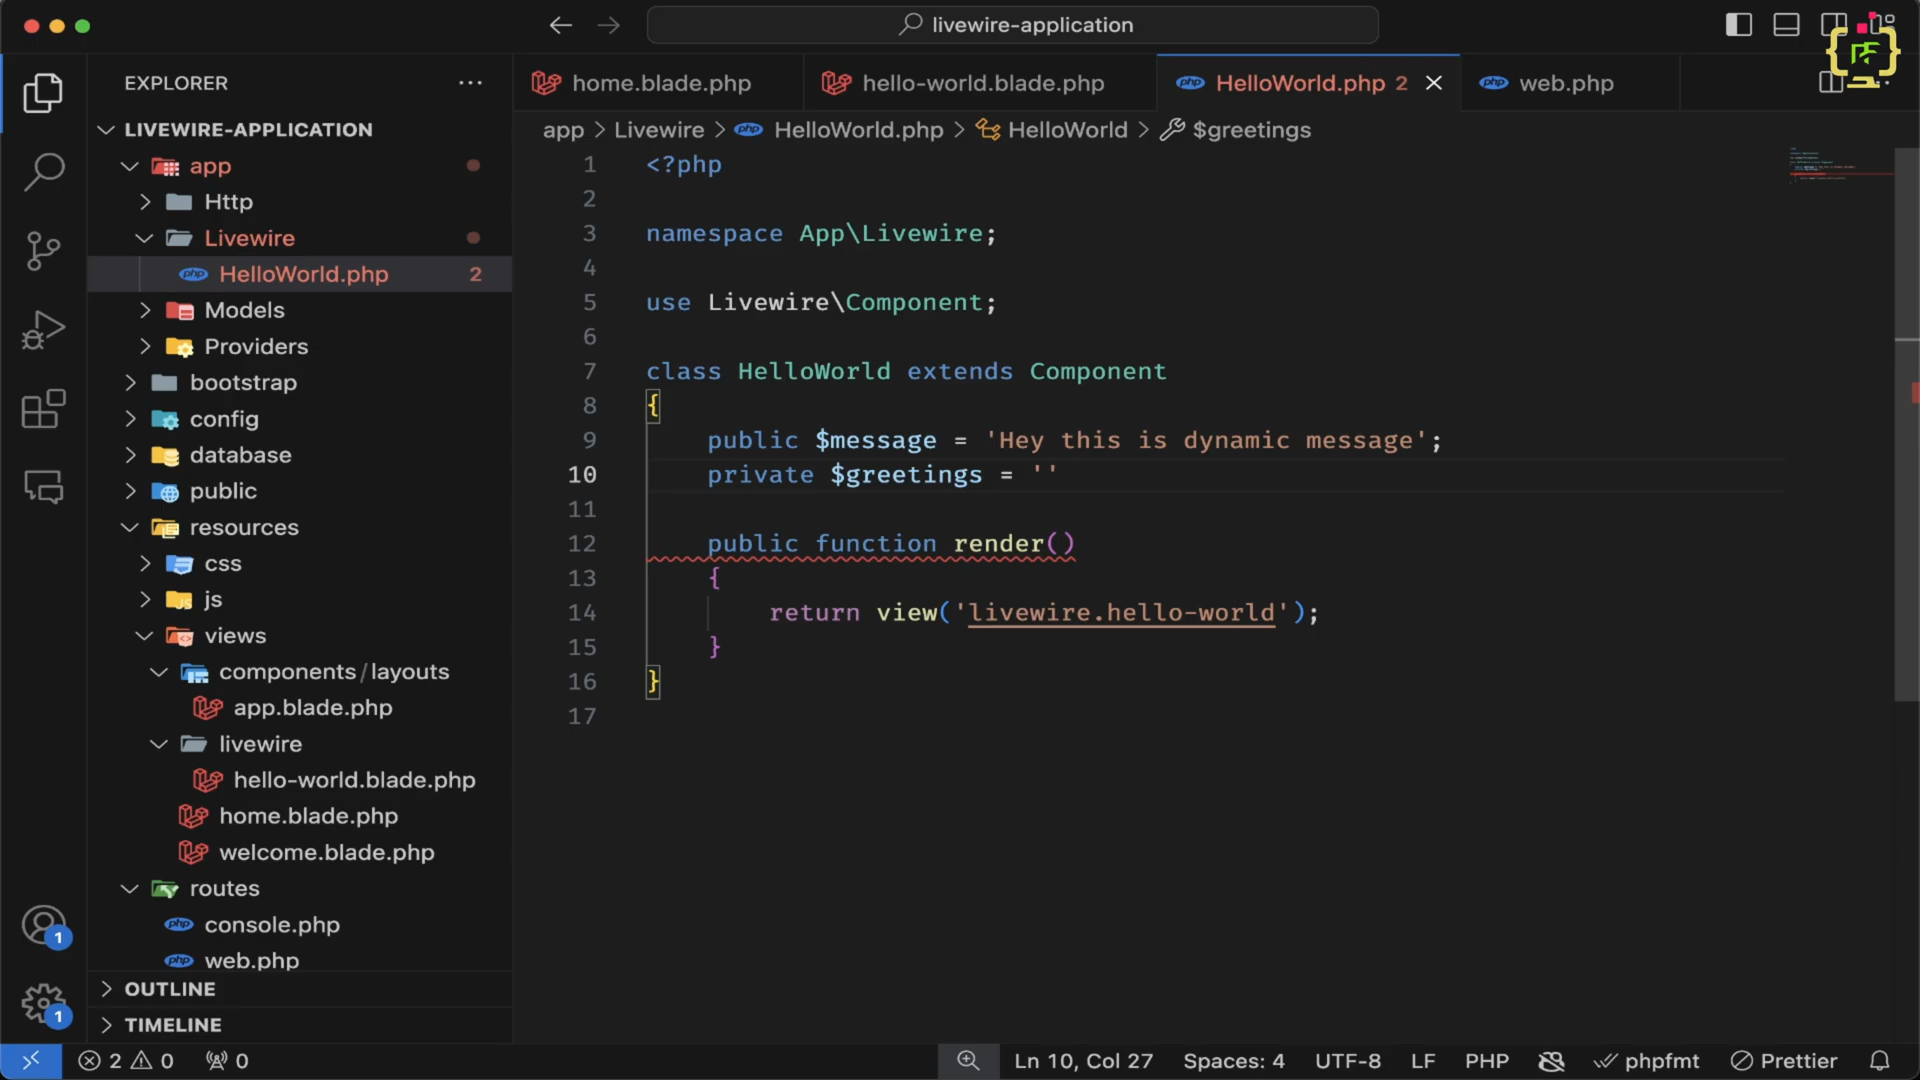 livewire-application
EXPLORER
LIVEWIRE-APPLICATION
app
Http
Livewire
HelloWorld.php 2
Models
Providers
bootstrap
config
database
public
resources
css
js
views
components/layouts
app.blade.php
livewire
hello-world.blade.php
home.blade.php
welcome.blade.php
routes
console.php
web.php
OUTLINE
TIMELINE
home.blade.php
hello-world.blade.php
HelloWorld.php 2
web.php
app > Livewire > HelloWorld.php > HelloWorld > $greetings
1 <?php
2
3 namespace App\Livewire;
4
5 use Livewire\Component;
6
7 class HelloWorld extends Component
8 {
9 public $message = 'Hey this is dynamic message';
10 private $greetings = ''
11
12 public function render()
13 {
14 return view('livewire.hello-world');
15 }
16 }
17
1
1
2 0 0
Ln 10, Col 27 Spaces: 4 UTF-8 LF PHP phpfmt Prettier